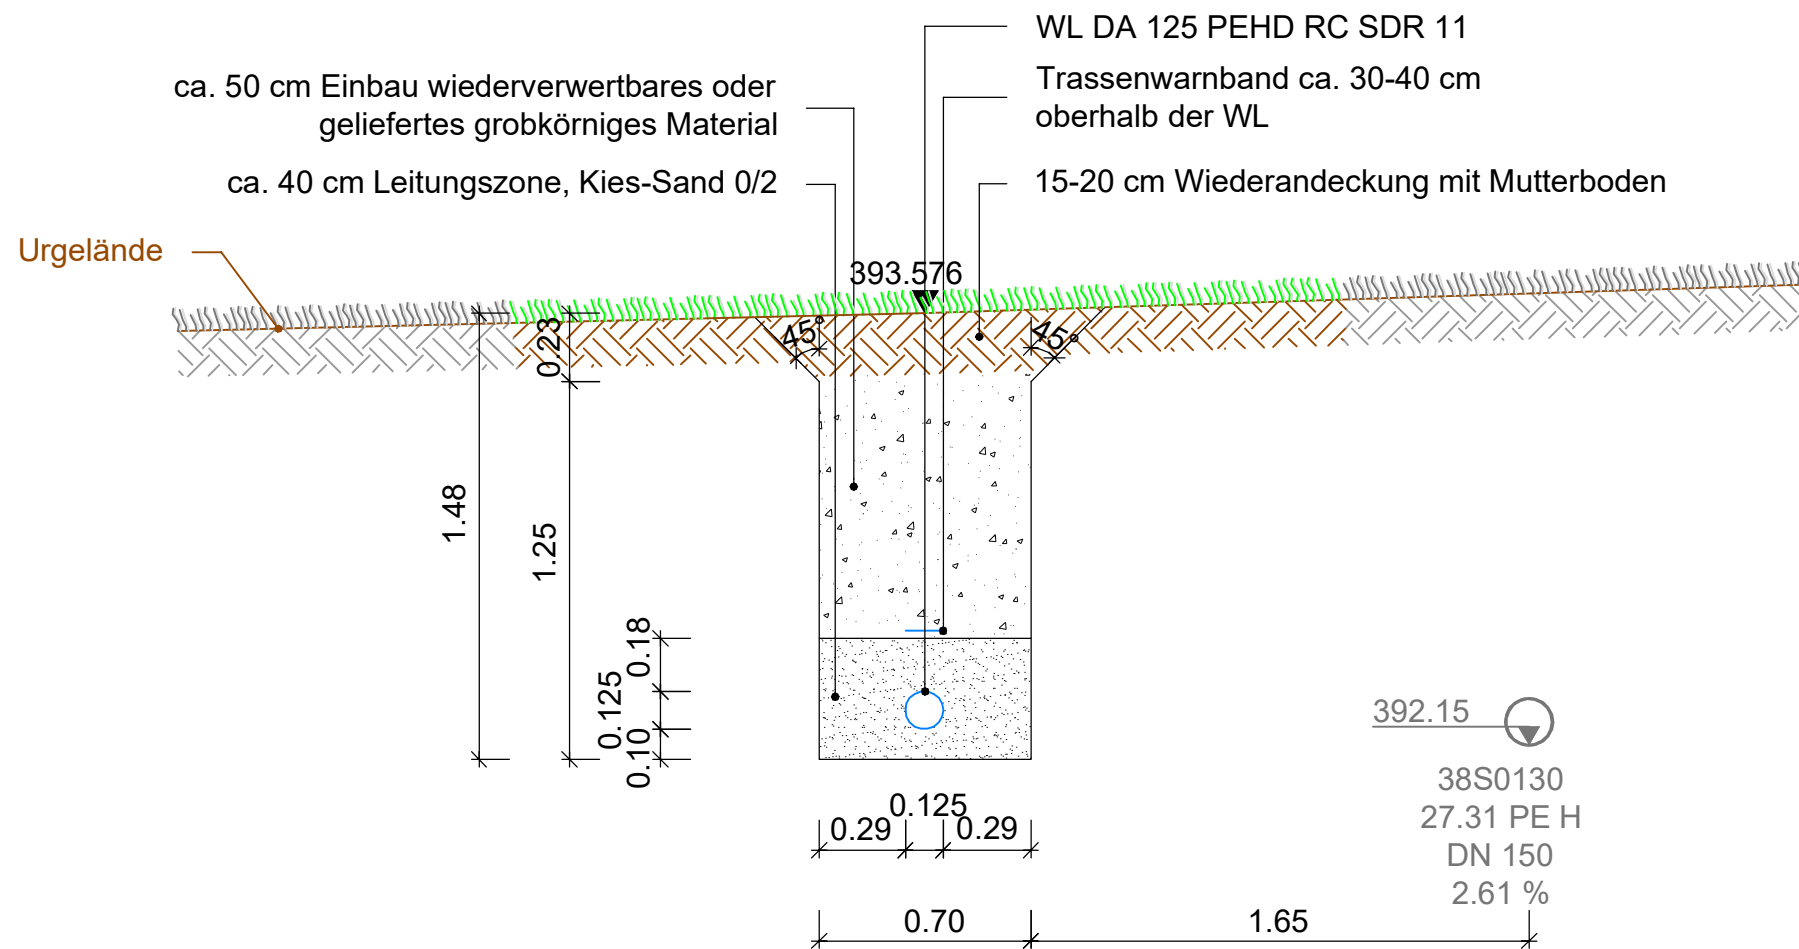 WL DA 125 PEHD RC SDR 11
ca. 50 cm Einbau wiederverwertbares oder
geliefertes grobkörniges Material
Trassenwarnband ca. 30-40 cm
oberhalb der WL
ca. 40 cm Leitungszone, Kies-Sand 0/2
15-20 cm Wiederandeckung mit Mutterboden
Urgelände
393.576
45°
45°
0.23
1.48
1.25
0.18
0.125
0.10
392.15
38S0130
27.31 PE H
DN 150
2.61 %
0.125
0.29
0.29
0.70
1.65